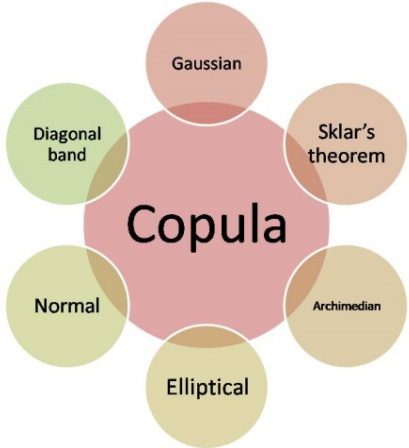 Gaussian
Diagonal
band
Sklar's
theorem
Copula
Normal
Archimedian
Elliptical